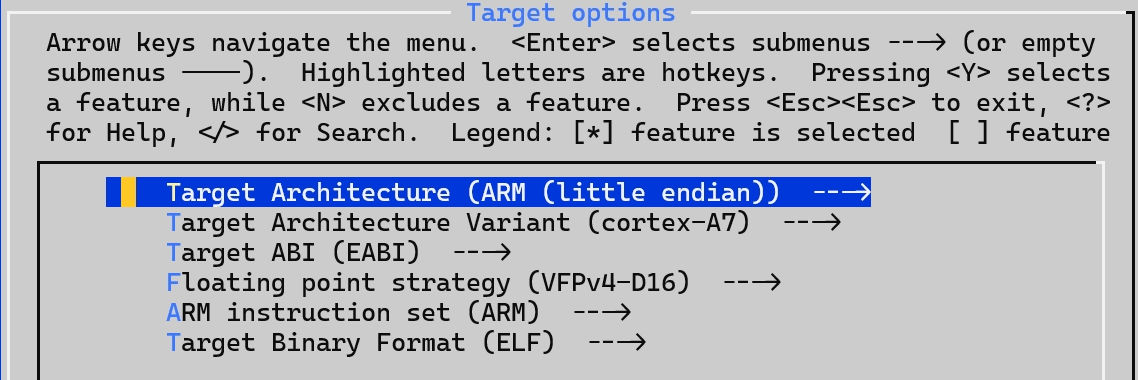 Target options
Arrow keys navigate the menu.  <Enter> selects submenus ---> (or empty
submenus ----).  Highlighted letters are hotkeys.  Pressing <Y> selects
a feature, while <N> excludes a feature.  Press <Esc><Esc> to exit, <?>
for Help, </> for Search.  Legend: [*] feature is selected  [ ] feature
Target Architecture (ARM (little endian))  --->
Target Architecture Variant (cortex-A7)  --->
Target ABI (EABI)  --->
Floating point strategy (VFPv4-D16)  --->
ARM instruction set (ARM)  --->
Target Binary Format (ELF)  --->